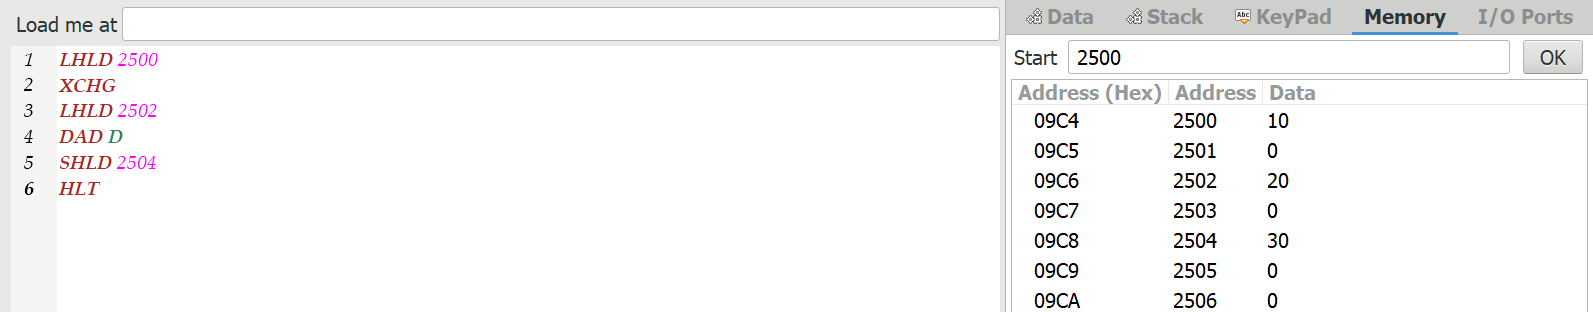 Load me at
1 LHLD 2500
2 XCHG
3 LHLD 2502
4 DAD D
5 SHLD 2504
6 HLT
Data Stack Abc KeyPad Memory I/O Ports
Start 2500 OK
Address (Hex) Address Data
09C4 2500 10
09C5 2501 0
09C6 2502 20
09C7 2503 0
09C8 2504 30
09C9 2505 0
09CA 2506 0